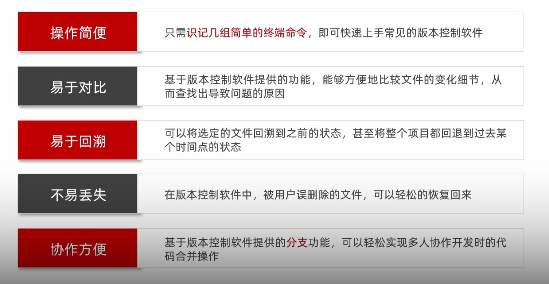 操作简便
只需识记几组简单的终端命令，即可快速上手常见的版本控制软件
易于对比
基于版本控制软件提供的功能，能够方便地比较文件的变化细节，从
而查找出导致问题的原因
易于回溯
可以将选定的文件回溯到之前的状态，甚至将整个项目都回退到过去某
个时间点的状态
不易丢失
在版本控制软件中，被用户误删除的文件，可以轻松的恢复回来
协作方便
基于版本控制软件提供的分支功能，可以轻松实现多人协作开发时的代
码合并操作